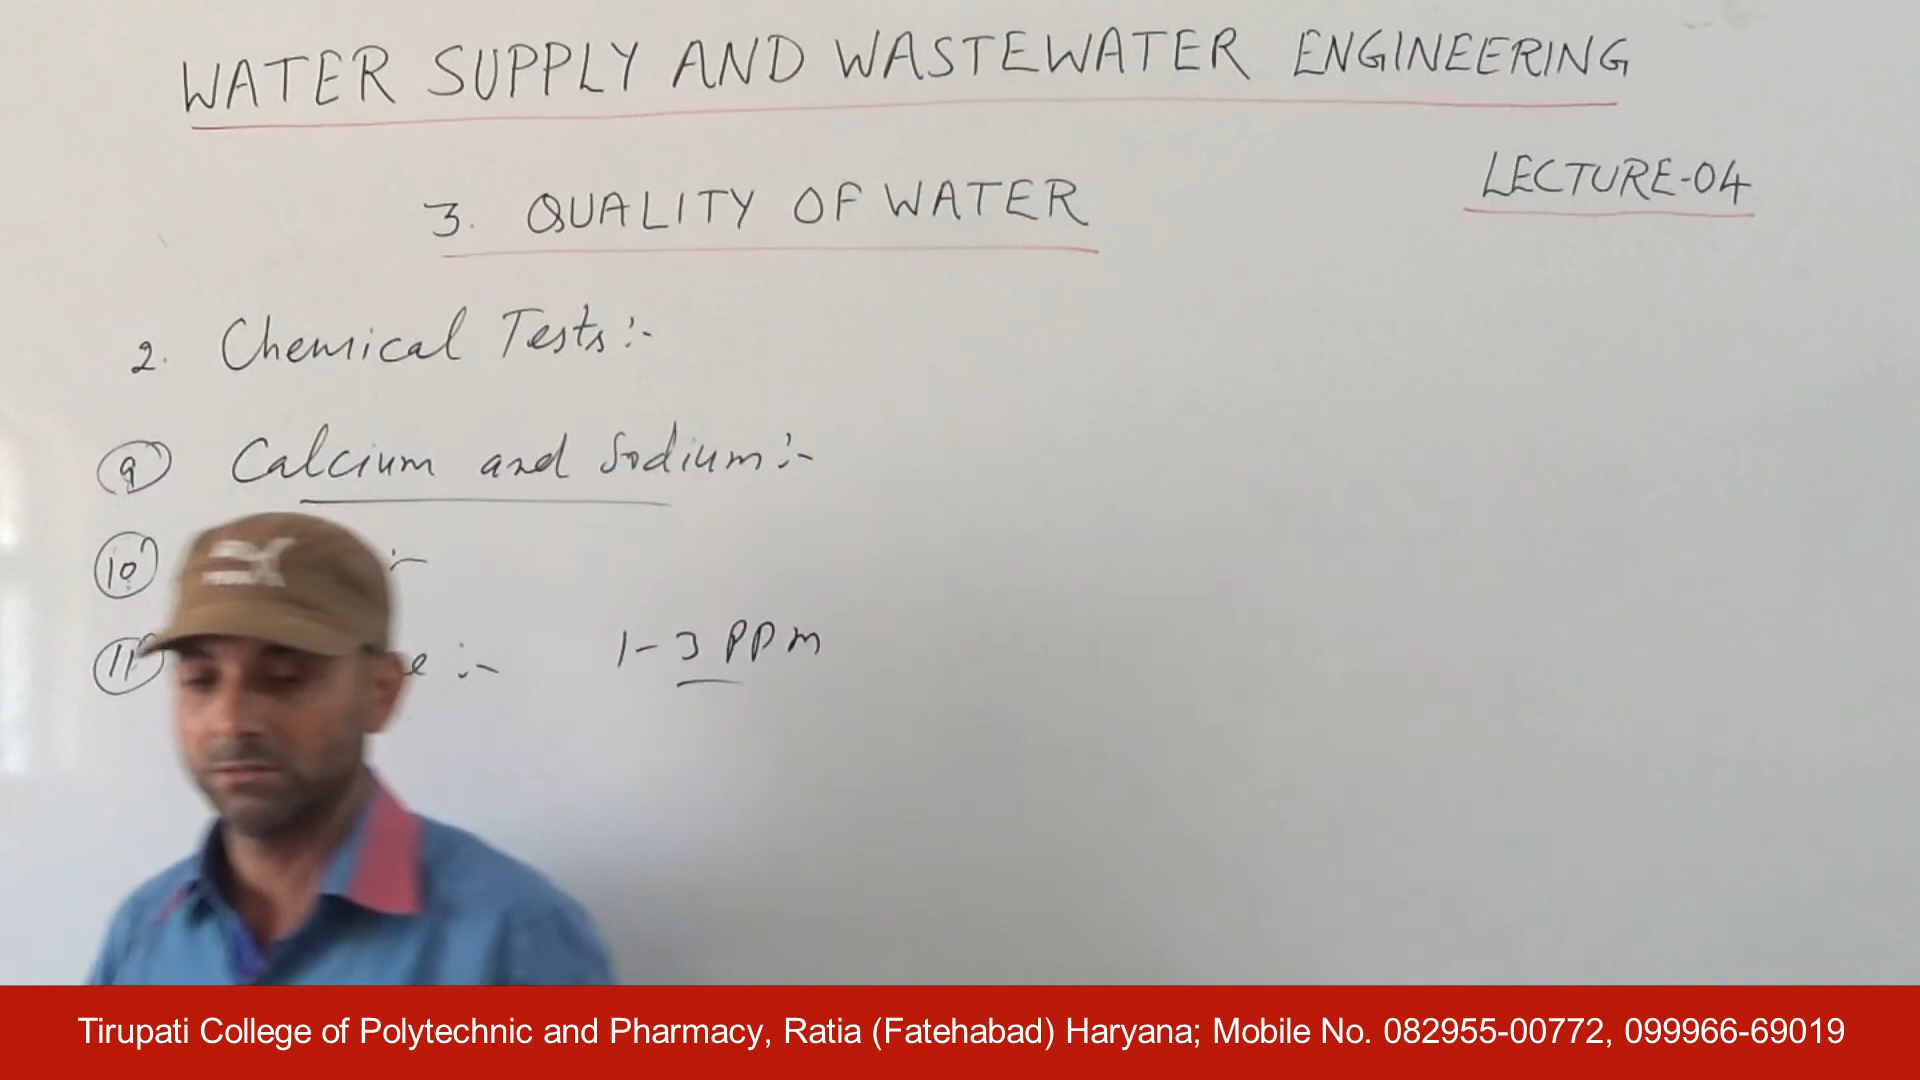 WATER SUPPLY AND WASTEWATER ENGINEERING
LECTURE-04
3. QUALITY OF WATER
2. Chemical Tests :-
9 Calcium and Sodium :-
10 :-
11 :- 1-3 PPm
Tirupati College of Polytechnic and Pharmacy, Ratia (Fatehabad) Haryana; Mobile No. 082955-00772, 099966-69019